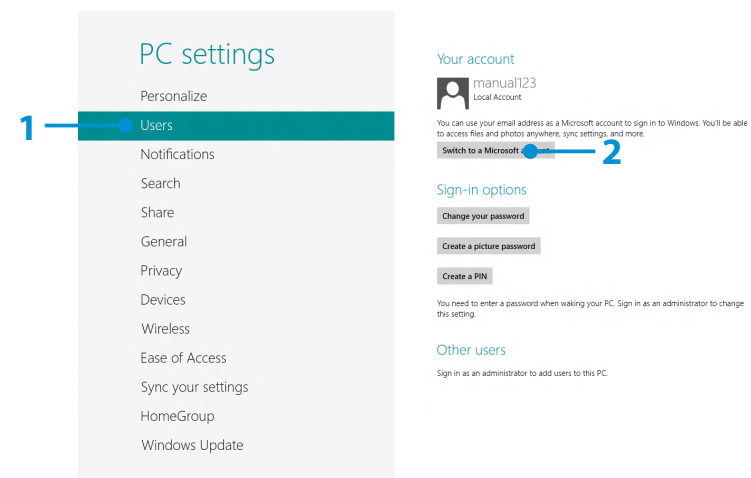 PC settings
Personalize
1
Users
Notifications
Search
Share
General
Privacy
Devices
Wireless
Ease of Access
Sync your settings
HomeGroup
Windows Update
Your account
manual123
Local Account
You can use your email address as a Microsoft account to sign in to Windows. You'll be able
to access files and photos anywhere, sync settings, and more.
Switch to a Microsoft
2
Sign-in options
Change your password
Create a picture password
Create a PIN
You need to enter a password when waking your PC. Sign in as an administrator to change
this setting.
Other users
Sign in as an administrator to add users to this PC.